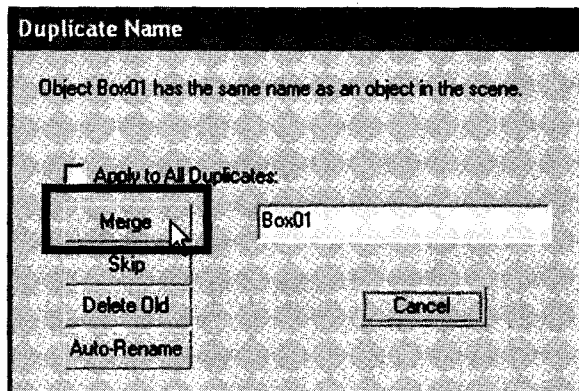 Duplicate Name
Object Box01 has the same name as an object in the scene.
Apply to All Duplicates:
Merge
Box01
Skip
Delete Old
Cancel
Auto-Rename